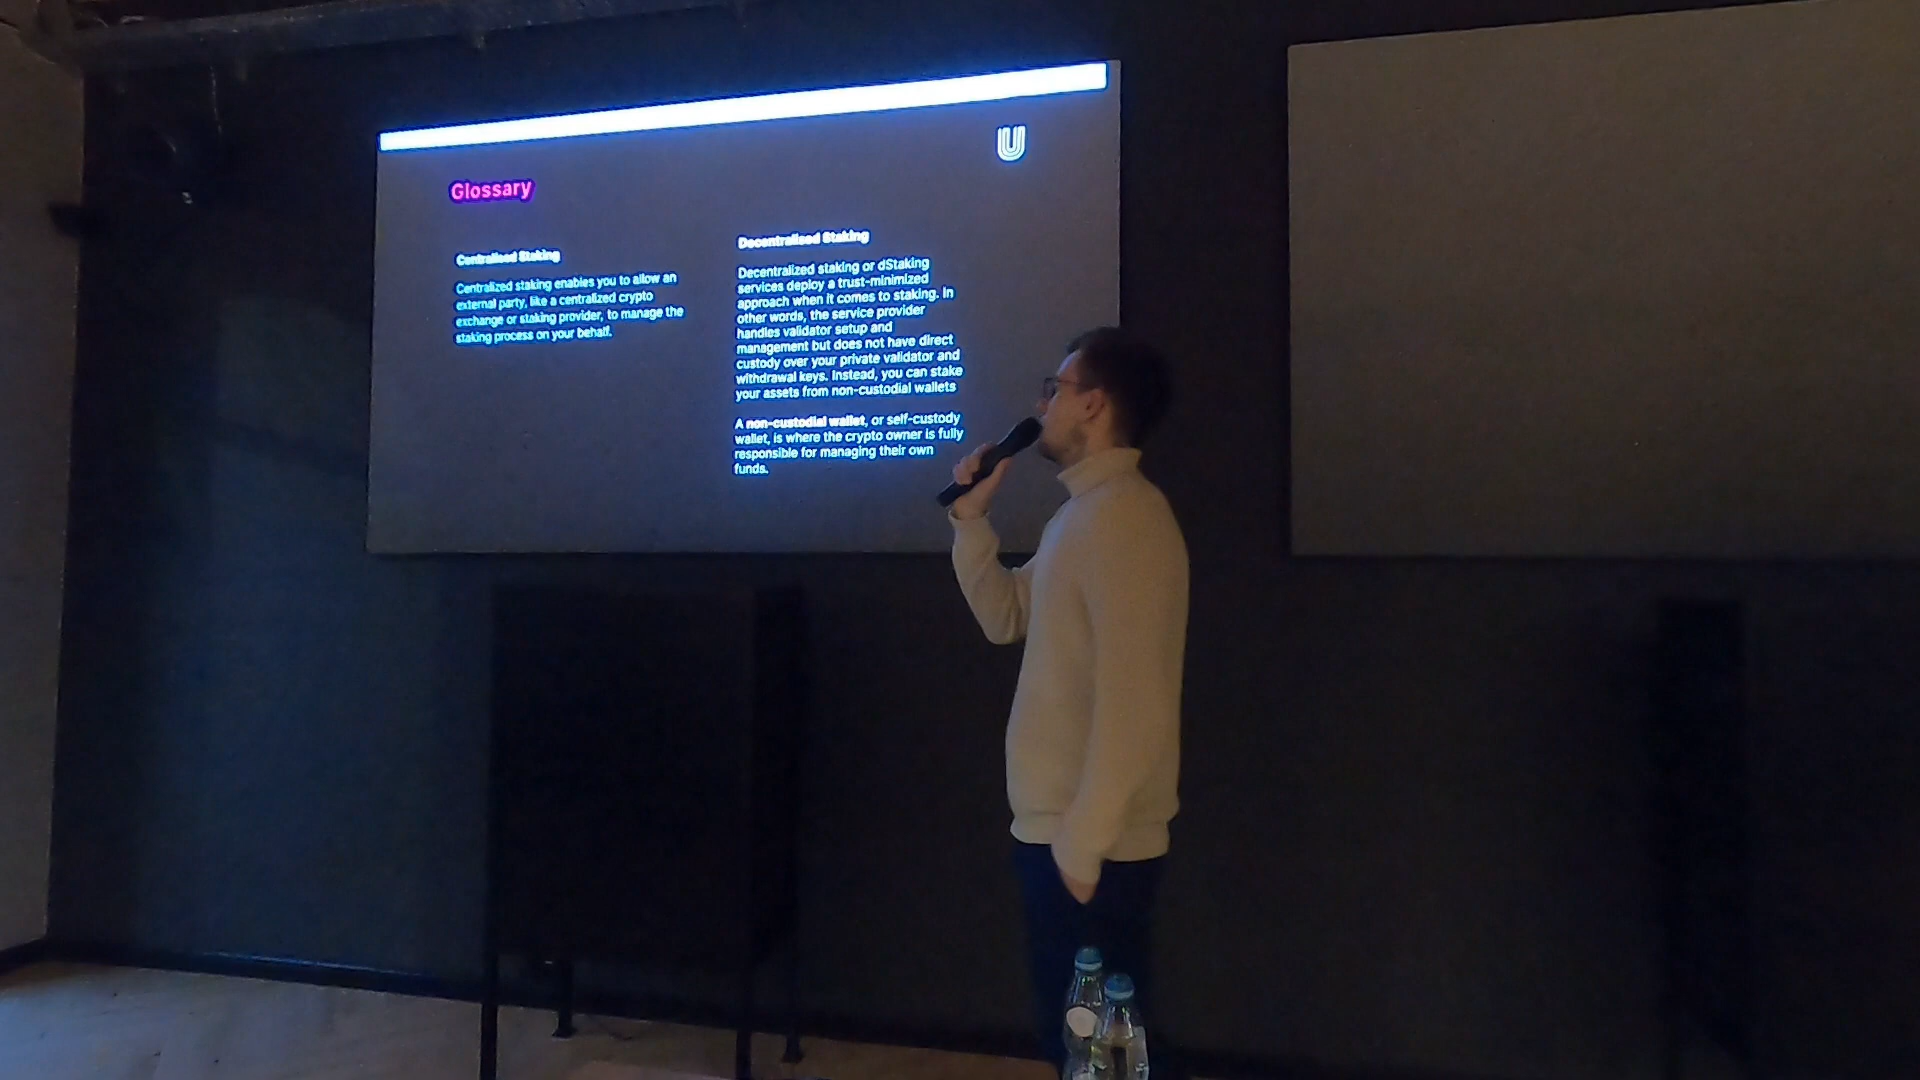 U
Glossary
Centralised Staking
Centralized staking enables you to allow an
external party, like a centralized crypto
exchange or staking provider, to manage the
staking process on your behalf.
Decentralised Staking
Decentralized staking or dStaking
services deploy a trust-minimized
approach when it comes to staking. In
other words, the service provider
handles validator setup and
management but does not have direct
custody over your private validator and
withdrawal keys. Instead, you can stake
your assets from non-custodial wallets
A non-custodial wallet, or self-custody
wallet, is where the crypto owner is fully
responsible for managing their own
funds.